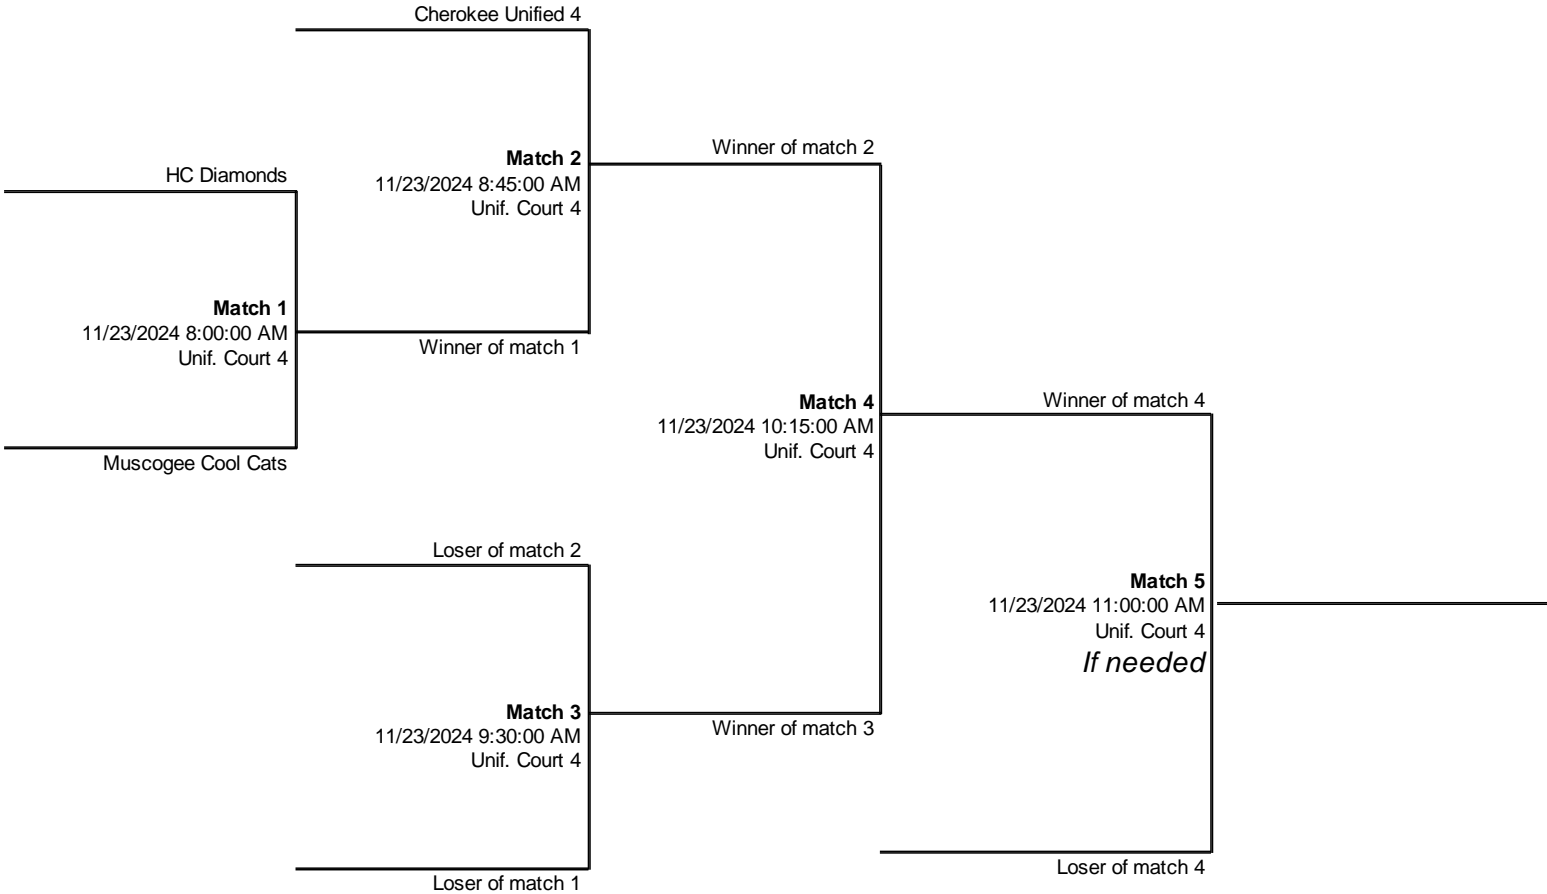 Cherokee Unified 4
Match 2
11/23/2024 8:45:00 AM
Unif. Court 4
Winner of match 2
HC Diamonds
Match 1
11/23/2024 8:00:00 AM
Unif. Court 4
Winner of match 1
Muscogee Cool Cats
Match 4
11/23/2024 10:15:00 AM
Unif. Court 4
Winner of match 4
Loser of match 2
Match 3
11/23/2024 9:30:00 AM
Unif. Court 4
Winner of match 3
Loser of match 1
Match 5
11/23/2024 11:00:00 AM
Unif. Court 4
If needed
Loser of match 4